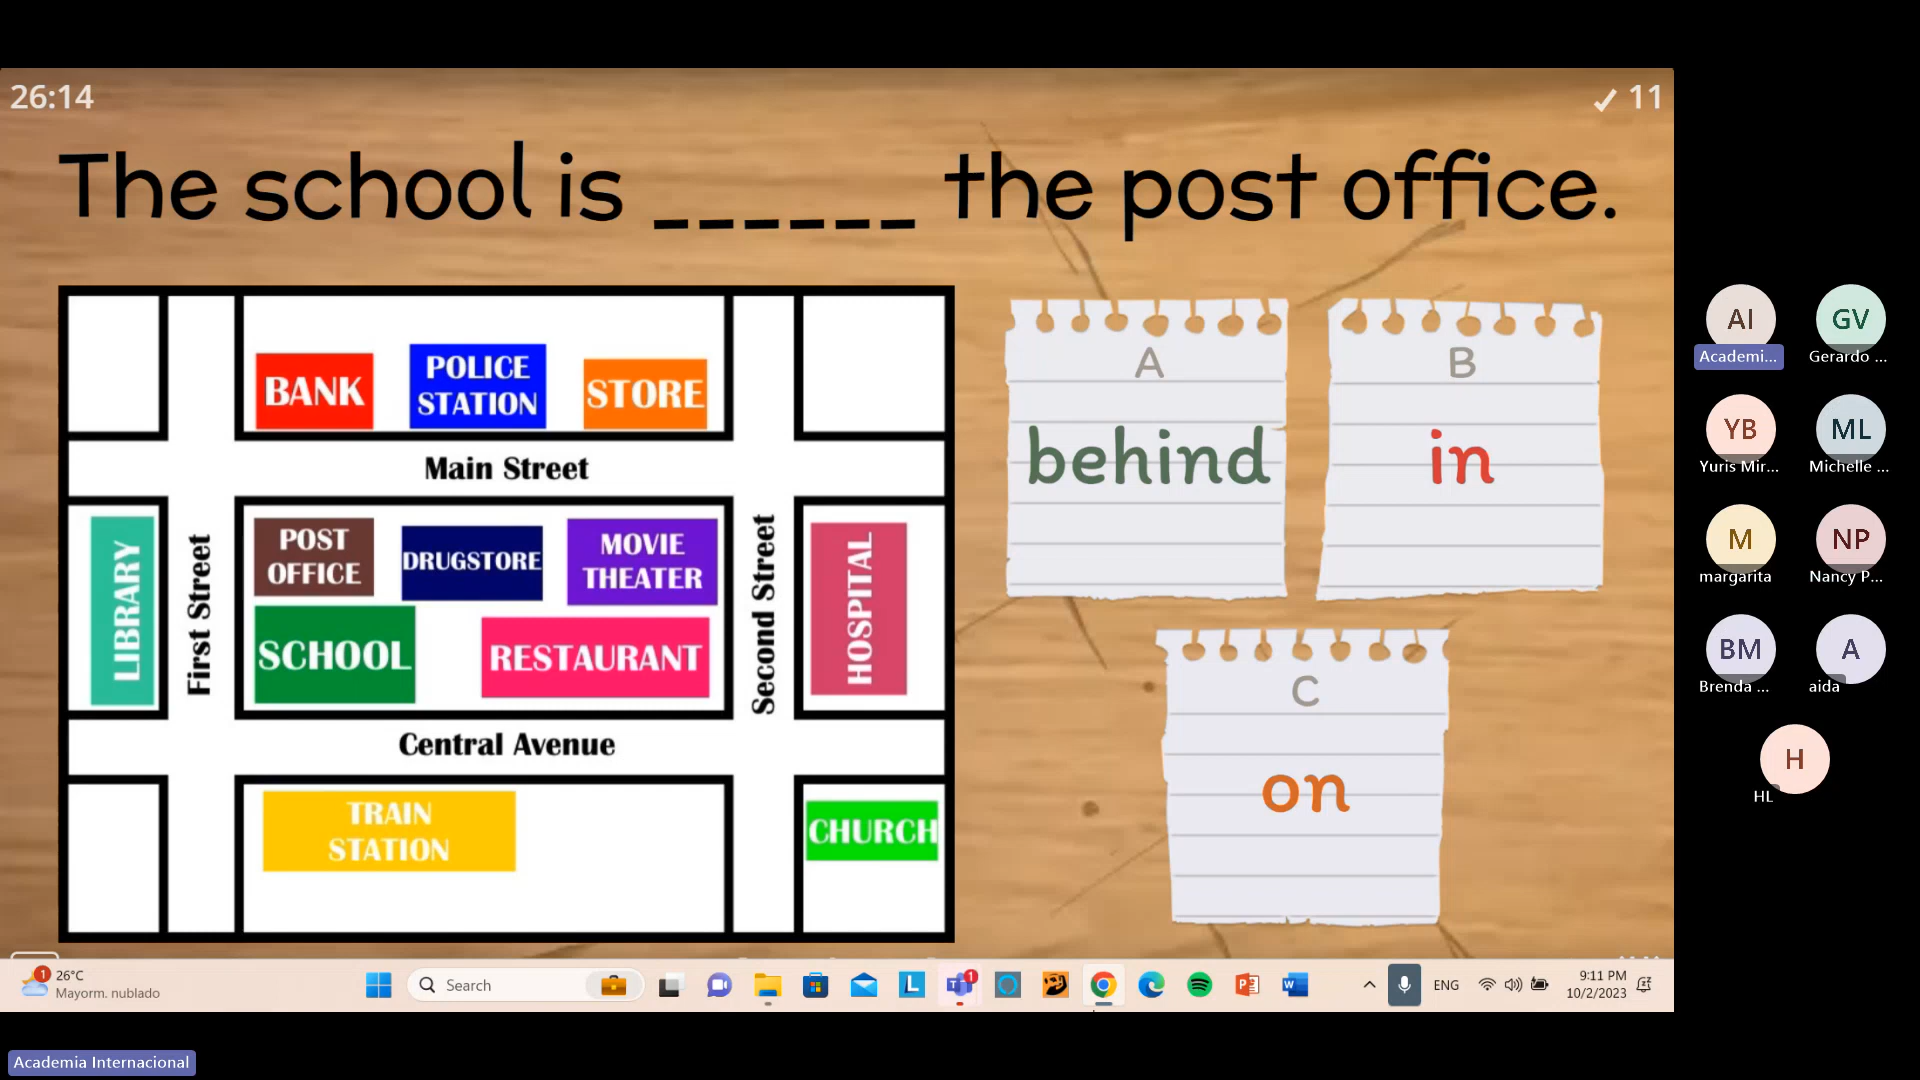 26:14
11
The school is ______ the post office.
BANK
POLICE
STATION
STORE
Main Street
LIBRARY
First Street
POST
OFFICE
DRUGSTORE
MOVIE
THEATER
SCHOOL
RESTAURANT
Second Street
HOSPITAL
Central Avenue
TRAIN
STATION
CHURCH
A
behind
B
in
C
on
AI
Academi...
GV
Gerardo ...
YB
Yuris Mir...
ML
Michelle ...
M
margarita
NP
Nancy P...
BM
Brenda ...
A
aida
H
HL
1
26°C
Mayorm. nublado
Search
L
1
ENG
9:11 PM
10/2/2023
Academia Internacional